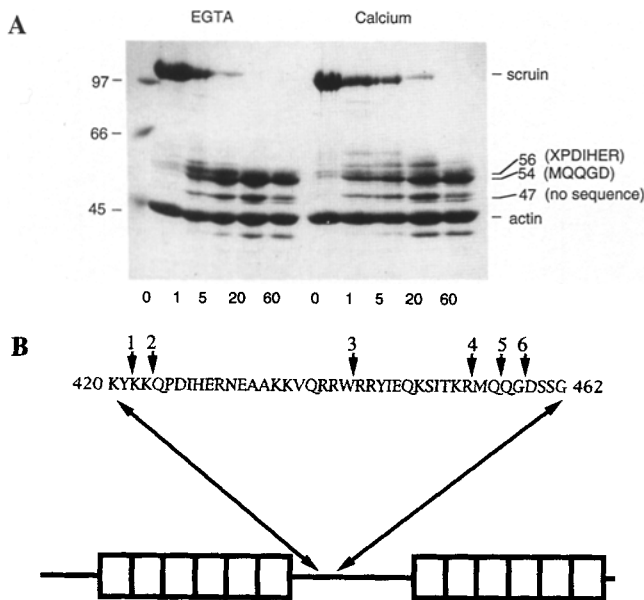 A
EGTA Calcium
97 scruin
66
56 (XPDIHER)
54 (MQQGD)
47 (no sequence)
45 actin
0 1 5 20 60 0 1 5 20 60
B
1 2 3 4 5 6
420 KYKKQPDIHERNEAAKKVQRRWRRYIEQKSITKRMQQGDSSG 462